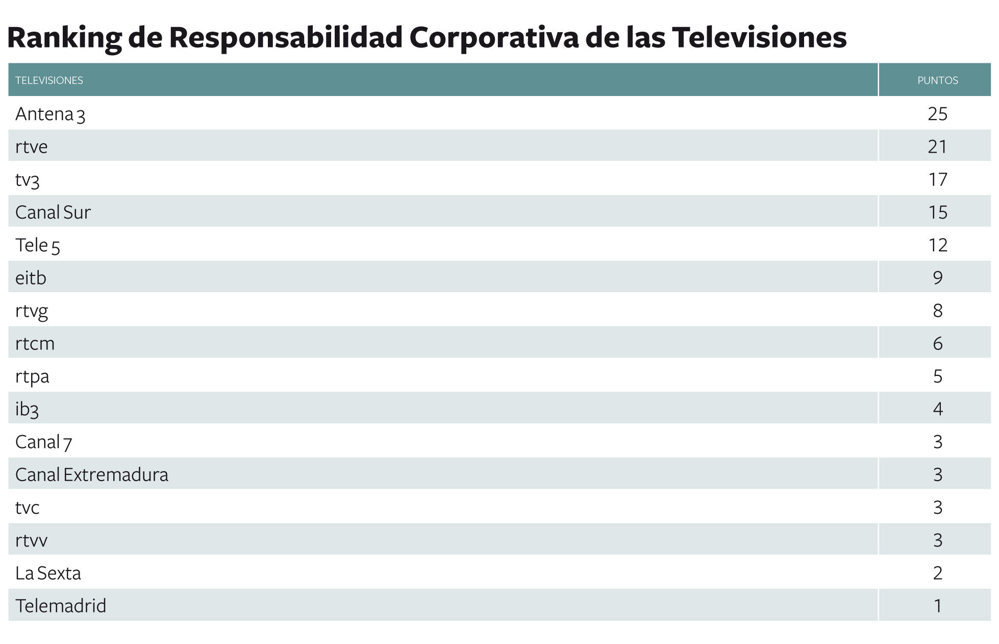 Ranking de Responsabilidad Corporativa de las Televisiones
TELEVISIONES PUNTOS
Antena 3 25
rtve 21
tv3 17
Canal Sur 15
Tele 5 12
eitb 9
rtvg 8
rtcm 6
rtpa 5
ib3 4
Canal 7 3
Canal Extremadura 3
tvc 3
rtvv 3
La Sexta 2
Telemadrid 1